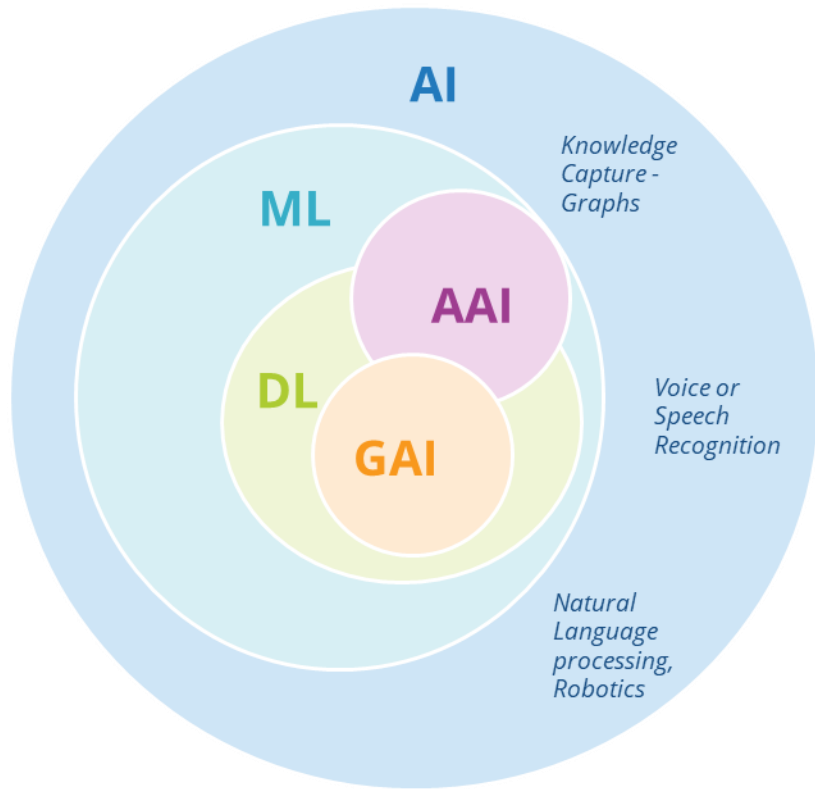 AI
Knowledge
Capture -
Graphs
ML
AAI
DL
Voice or
Speech
Recognition
GAI
Natural
Language
processing,
Robotics